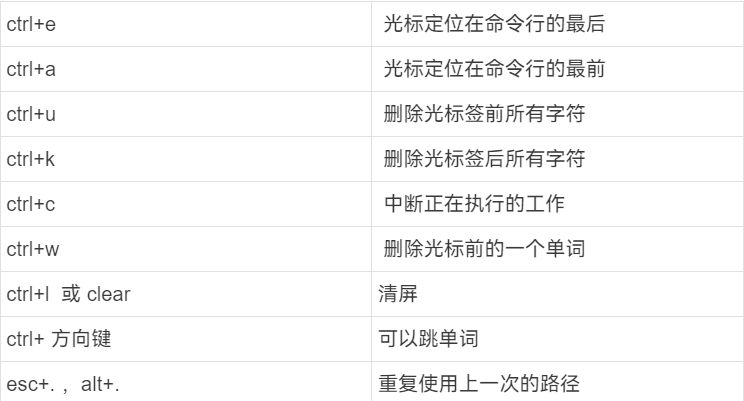 ctrl+e 光标定位在命令行的最后
ctrl+a 光标定位在命令行的最前
ctrl+u 删除光标签前所有字符
ctrl+k 删除光标签后所有字符
ctrl+c 中断正在执行的工作
ctrl+w 删除光标前的一个单词
ctrl+l 或 clear 清屏
ctrl+ 方向键 可以跳单词
esc+. ，alt+. 重复使用上一次的路径